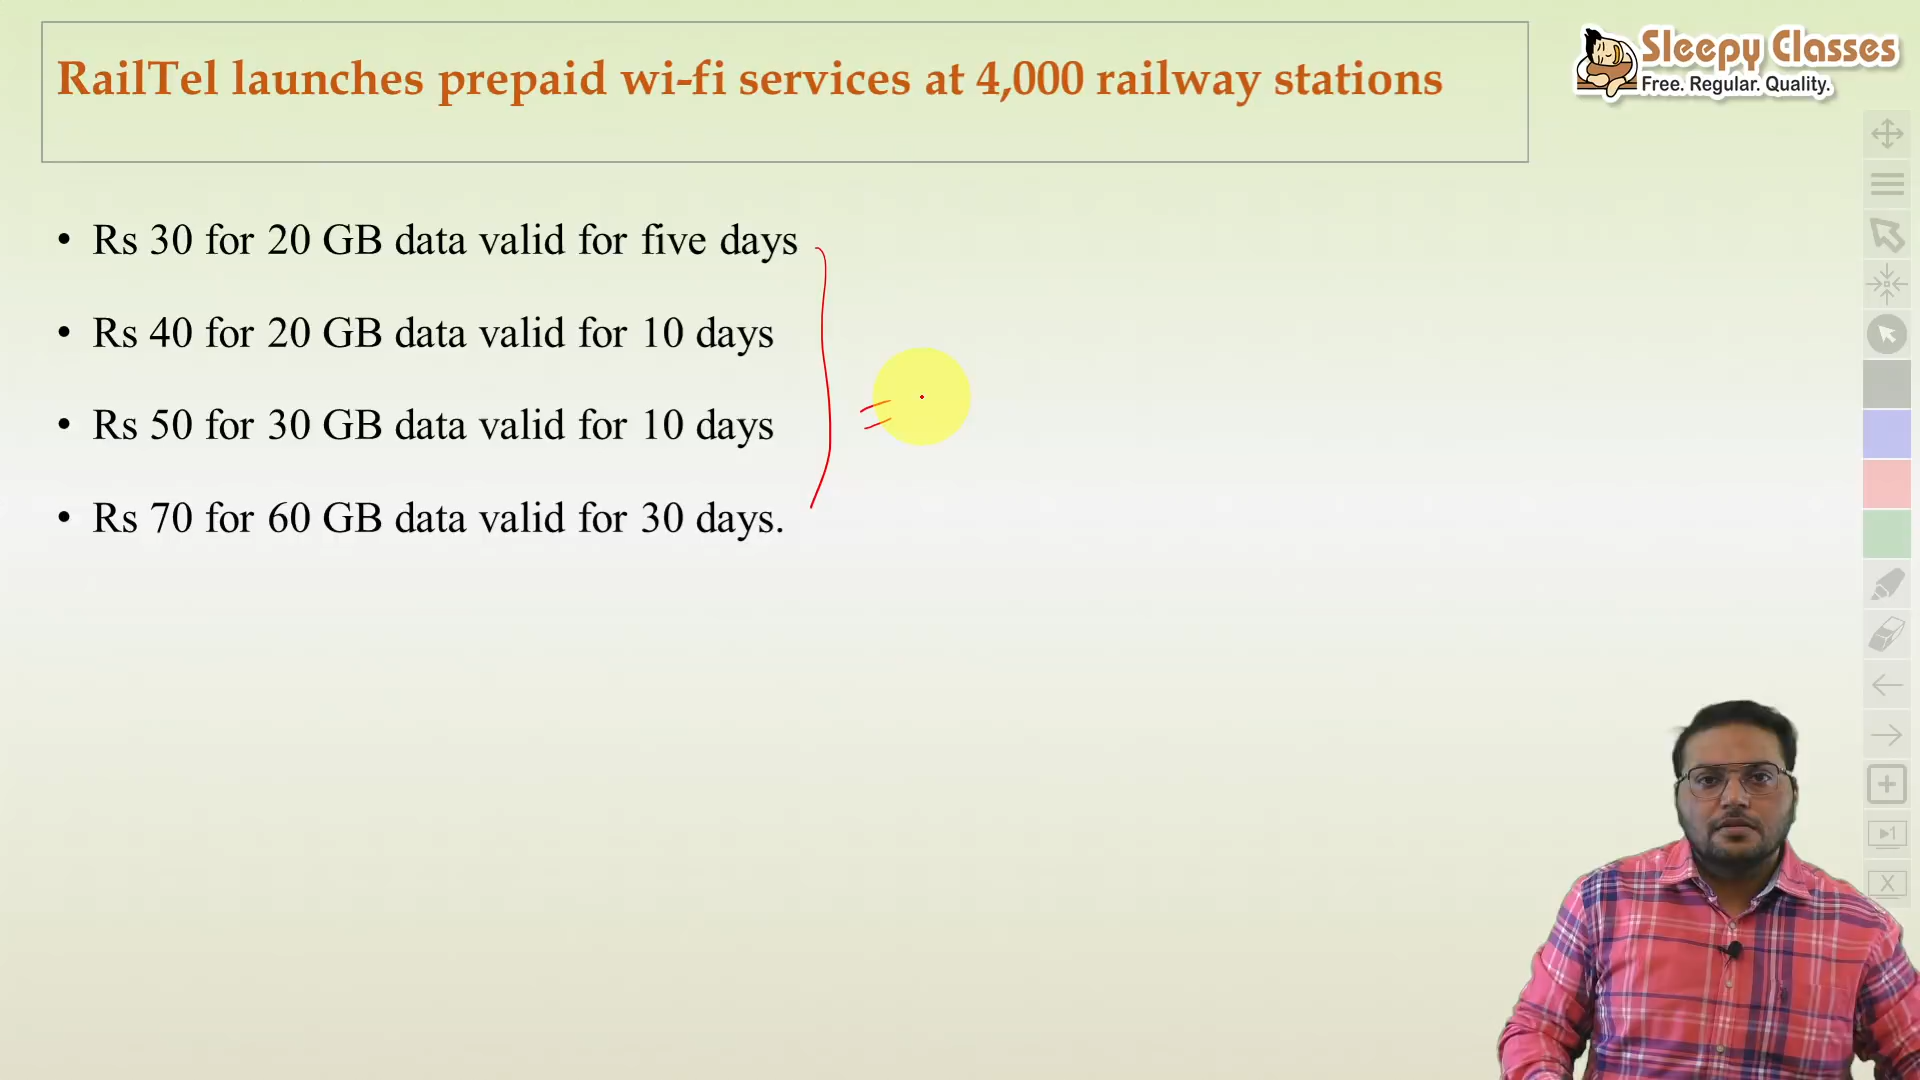 RailTel launches prepaid wi-fi services at 4,000 railway stations
Sleepy Classes
Free. Regular. Quality.
• Rs 30 for 20 GB data valid for five days
• Rs 40 for 20 GB data valid for 10 days
• Rs 50 for 30 GB data valid for 10 days
• Rs 70 for 60 GB data valid for 30 days.
1
X